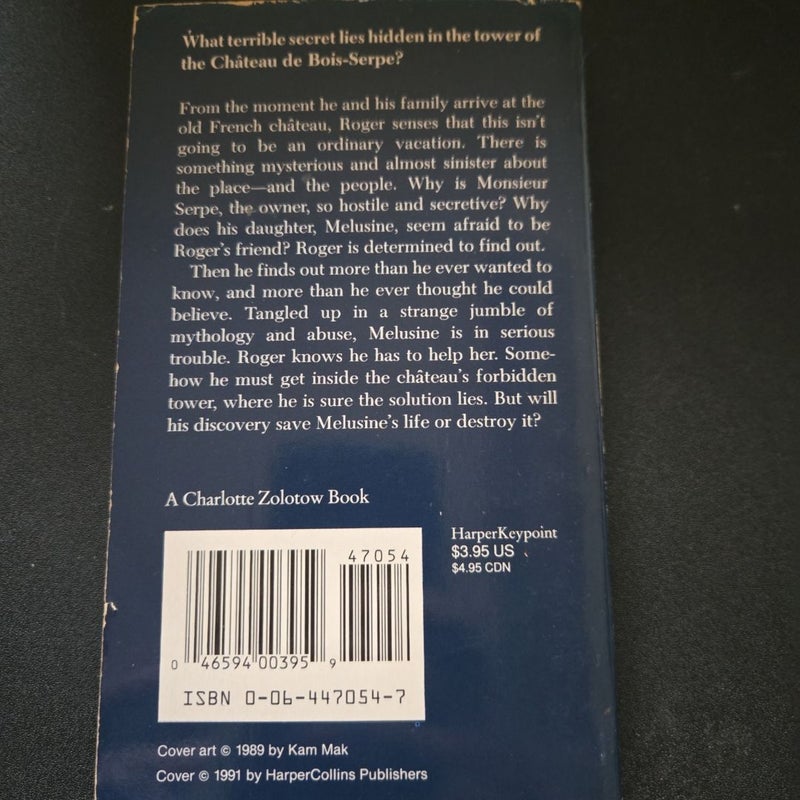 What terrible secret lies hidden in the tower of
the Château de Bois-Serpe?
From the moment he and his family arrive at the
old French château, Roger senses that this isn't
going to be an ordinary vacation. There is
something mysterious and almost sinister about
the place—and the people. Why is Monsieur
Serpe, the owner, so hostile and secretive? Why
does his daughter, Melusine, seem afraid to be
Roger's friend? Roger is determined to find out.
Then he finds out more than he ever wanted to
know, and more than he ever thought he could
believe. Tangled up in a strange jumble of
mythology and abuse, Melusine is in serious
trouble. Roger knows he has to help her. Some-
how he must get inside the château's forbidden
tower, where he is sure the solution lies. But will
his discovery save Melusine's life or destroy it?
A Charlotte Zolotow Book
HarperKeypoint
$3.95 US
$4.95 CDN
47054
0 46594 00395 9
ISBN 0-06-447054-7
Cover art © 1989 by Kam Mak
Cover © 1991 by HarperCollins Publishers